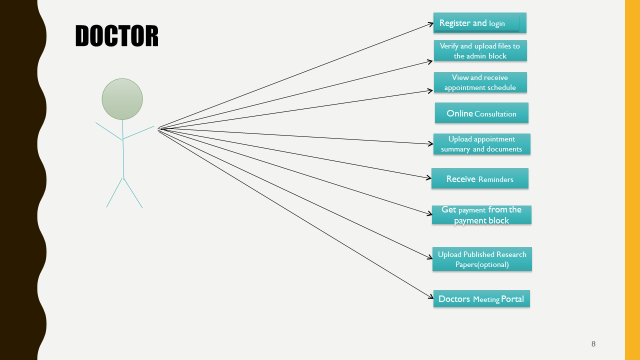 DOCTOR
Register and login
Verify and upload files to
the admin block
View and receive
appointment schedule
Online Consultation
Upload appointment
summary and documents
Receive Reminders
Get payment from the
payment block
Upload Published Research
Papers(optional)
Doctors Meeting Portal
8